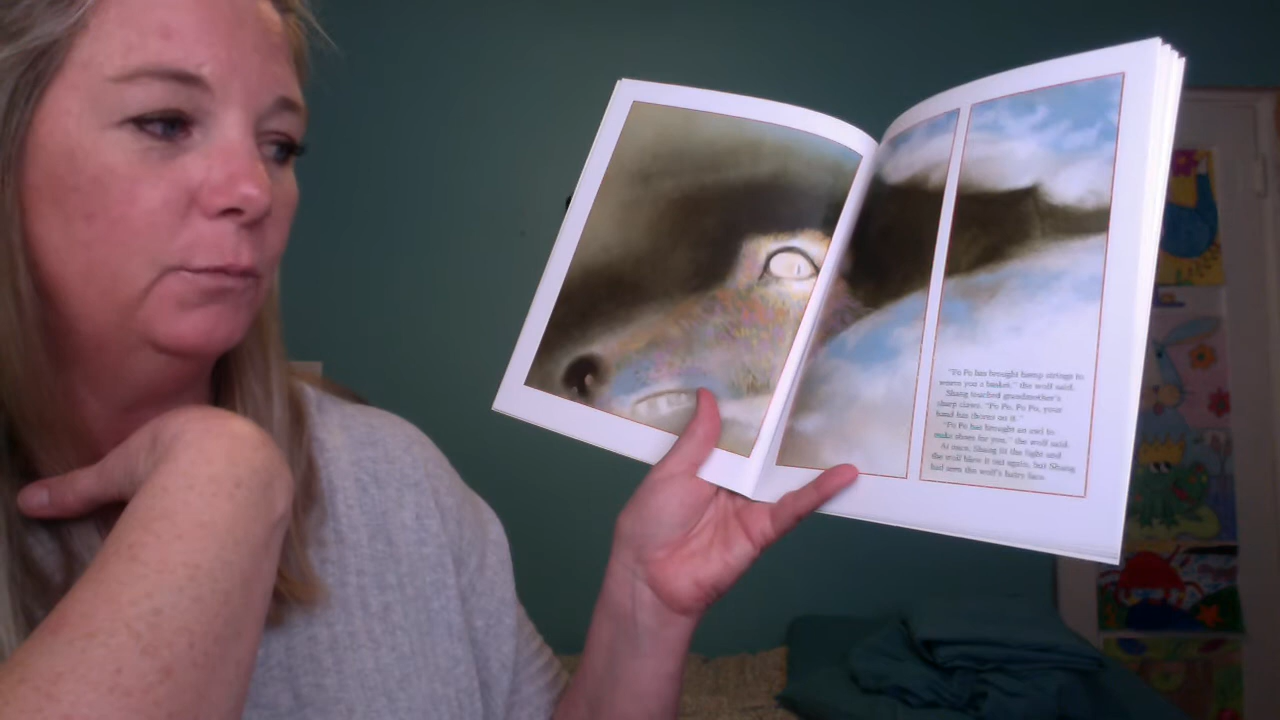 "Po Po has brought hemp strings to
weave you a basket," the wolf said.
Shang touched grandmother's
sharp claws. "Po Po, Po Po, your
hand has thorns on it."
"Po Po has brought an awl to
make shoes for you," the wolf said.
At once, Shang lit the light and
the wolf blew it out again, but Shang
had seen the wolf's hairy face.